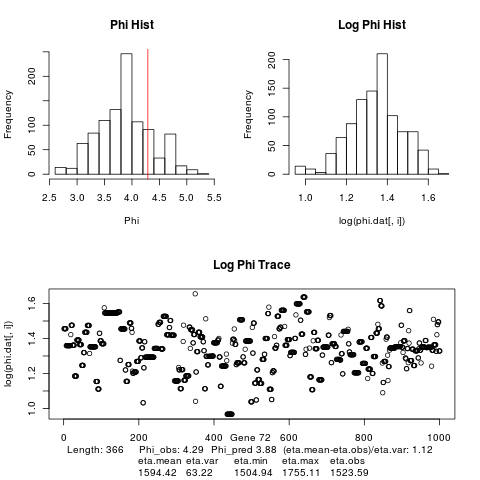 Phi Hist
Log Phi Hist
Frequency
0 50 100 200
2.5 3.0 3.5 4.0 4.5 5.0 5.5
Phi
Frequency
0 50 100 200
1.0 1.2 1.4 1.6
log(phi.dat[, i])
Log Phi Trace
log(phi.dat[, i])
1.0 1.2 1.4 1.6
0 200 400 600 800 1000
Gene 72
Length: 366 Phi_obs: 4.29 Phi_pred 3.88 (eta.mean-eta.obs)/eta.var: 1.12
eta.mean eta.var eta.min eta.max eta.obs
1594.42 63.22 1504.94 1755.11 1523.59